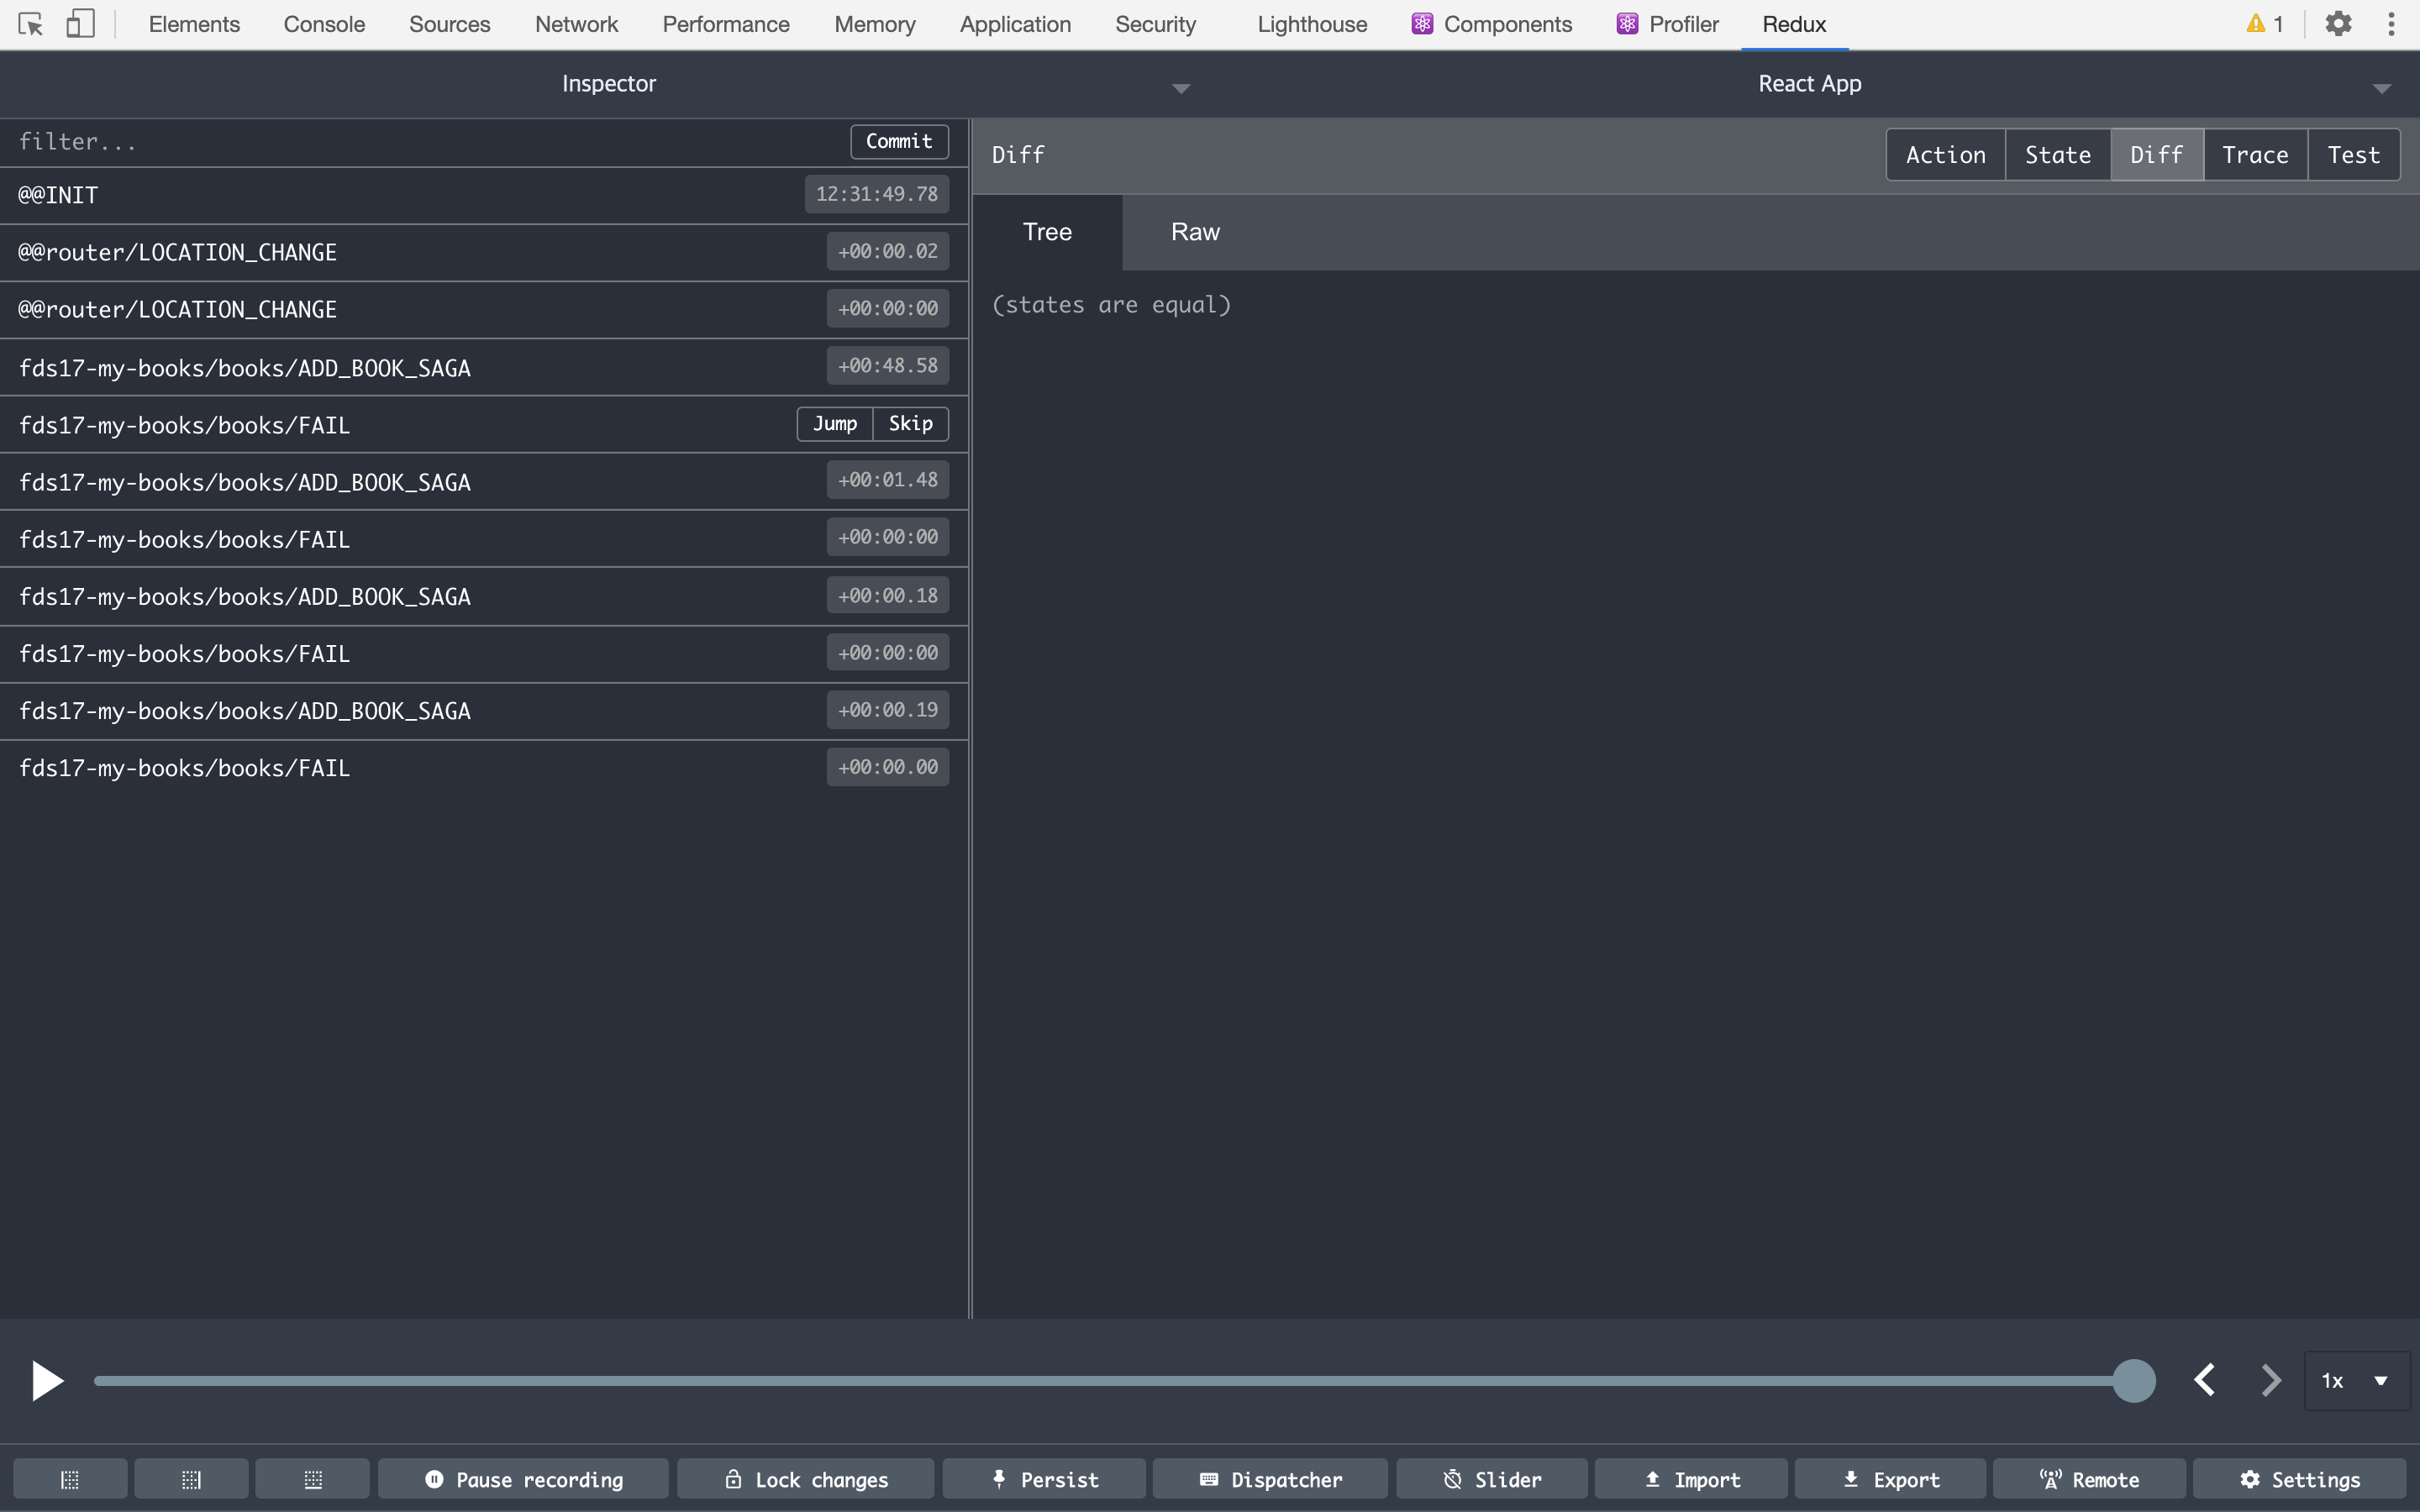 Elements Console Sources Network Performance Memory Application Security Lighthouse Components Profiler Redux 1
Inspector React App
filter... Commit
Diff Action State Diff Trace Test
@@INIT 12:31:49.78
Tree Raw
@@router/LOCATION_CHANGE +00:00.02
(states are equal)
@@router/LOCATION_CHANGE +00:00:00
fds17-my-books/books/ADD_BOOK_SAGA +00:48.58
fds17-my-books/books/FAIL Jump Skip
fds17-my-books/books/ADD_BOOK_SAGA +00:01.48
fds17-my-books/books/FAIL +00:00:00
fds17-my-books/books/ADD_BOOK_SAGA +00:00.18
fds17-my-books/books/FAIL +00:00:00
fds17-my-books/books/ADD_BOOK_SAGA +00:00.19
fds17-my-books/books/FAIL +00:00.00
1x
Pause recording Lock changes Persist Dispatcher Slider Import Export Remote Settings